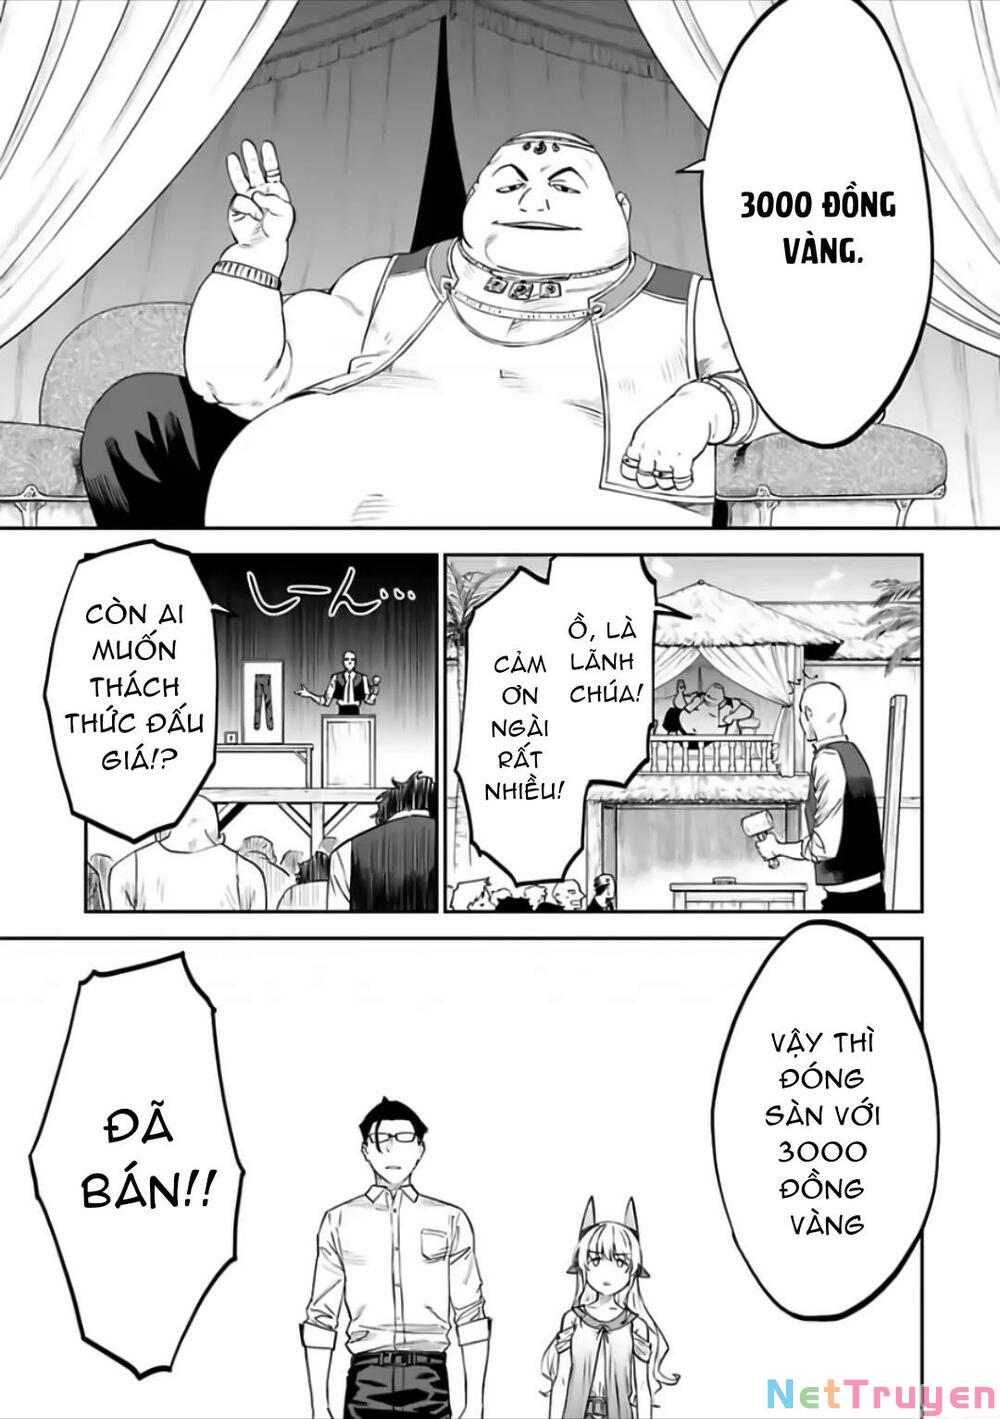 3000 ĐỒNG
VÀNG.
Ồ, LÀ
LÃNH
CHÚA!
CẢM
ƠN
NGÀI
RẤT
NHIỀU!
しーん...
CÒN AI
MUỐN
THÁCH
THỨC ĐẤU
GIÁ!?
VẬY THÌ
ĐÓNG
SÀN VỚI
3000
ĐỒNG
VÀNG
ĐÃ
BÁN!!
NetTruyen